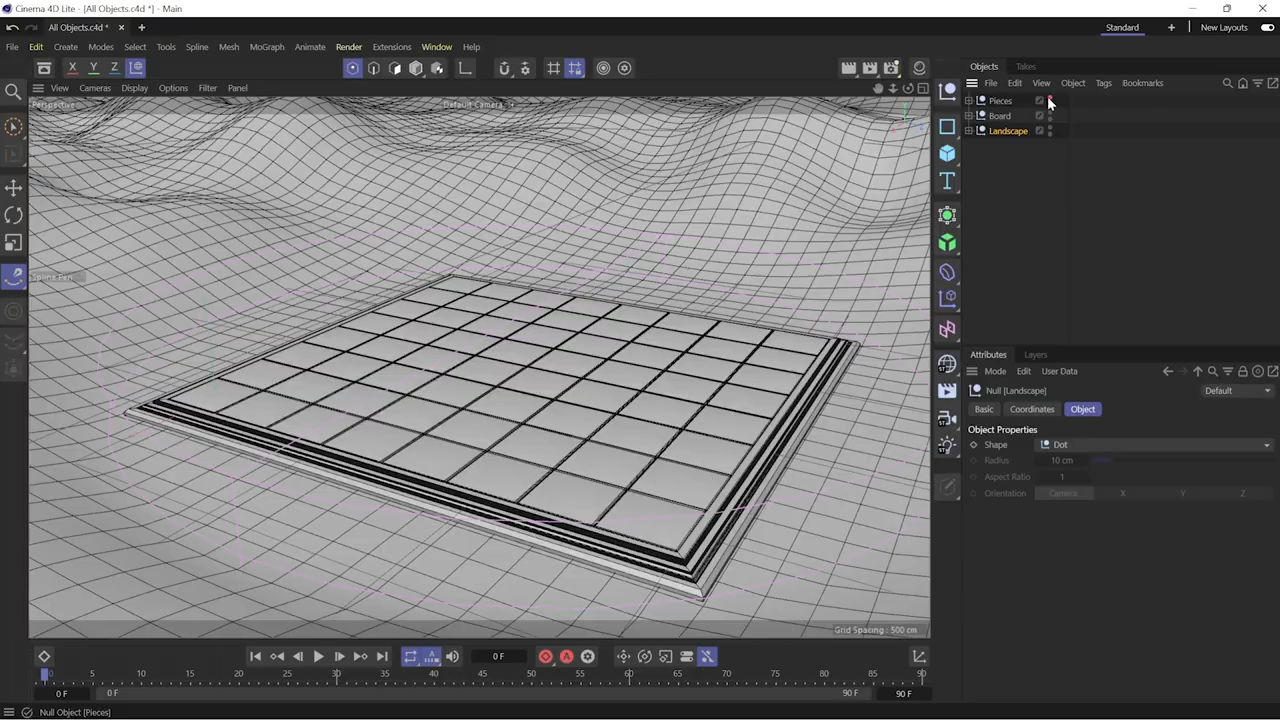 Cinema 4D Lite - [All Objects.c4d *] - Main
All Objects.c4d *
Standard
New Layouts
File Edit Create Modes Select Tools Spline Mesh MoGraph Animate Render Extensions Window Help
X Y Z
Objects Takes
View Cameras Display Options Filter Panel
File Edit View Object Tags Bookmarks
Perspective
Default Camera
Pieces
Board
Landscape
Spline Pen
Attributes Layers
Mode Edit User Data
Null [Landscape]
Default
Basic Coordinates Object
Object Properties
Shape Dot
Radius 10 cm
Aspect Ratio 1
Orientation Camera X Y Z
Grid Spacing : 500 cm
0 F
0 5 10 15 20 25 30 35 40 45 50 55 60 65 70 75 80 85 90
0 F 0 F 90 F 90 F
Null Object [Pieces]